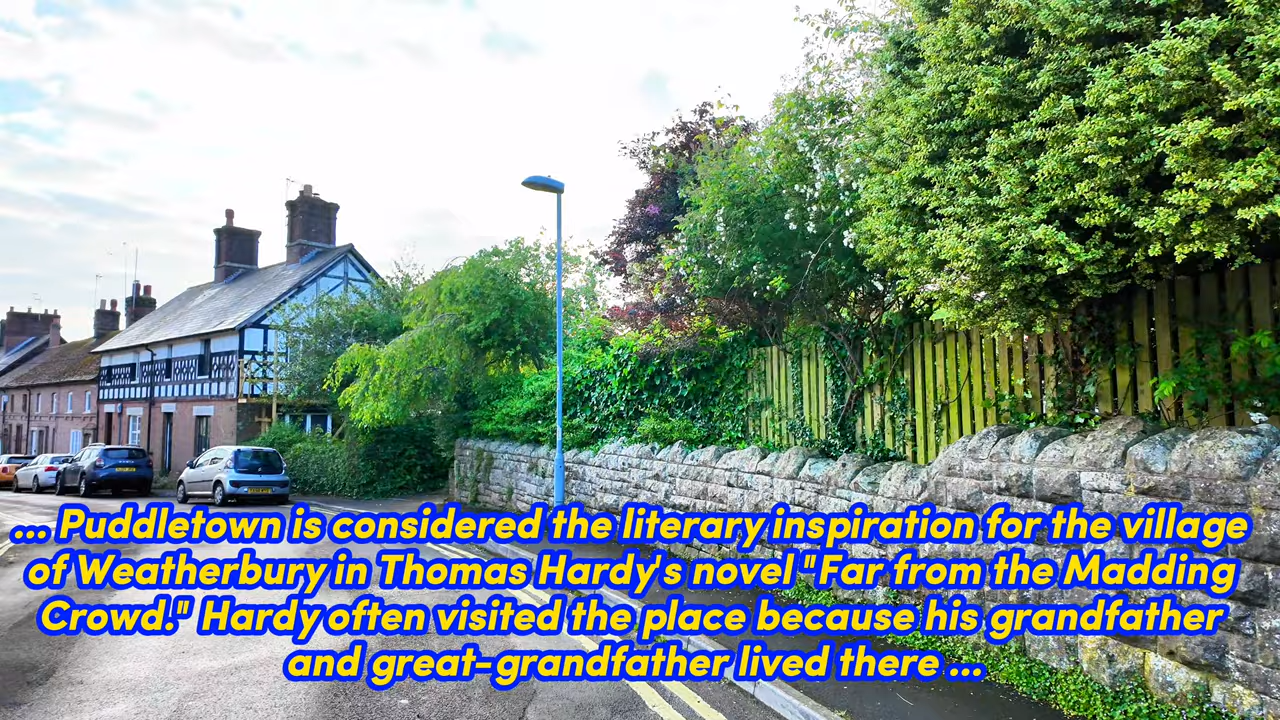 ... Puddletown is considered the literary inspiration for the village
of Weatherbury in Thomas Hardy's novel "Far from the Madding
Crowd." Hardy often visited the place because his grandfather
and great-grandfather lived there ...